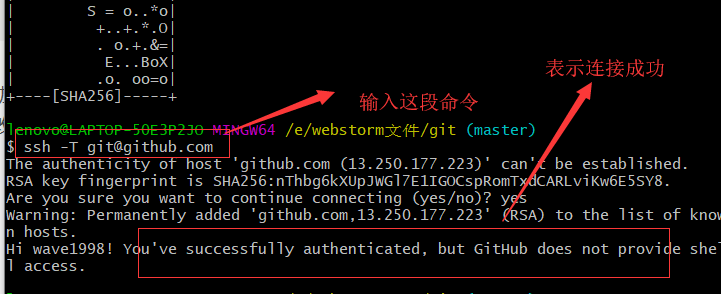 |       S = o..*o|
|        +..+.*.O|
|        . o.+.&=|
|         E...BoX|
|        .o. oo=o|
+----[SHA256]-----+
表示连接成功
输入这段命令
lenovo@LAPTOP-50E3P2JO MINGW64 /e/webstorm文件/git (master)
$ ssh -T git@github.com
The authenticity of host 'github.com (13.250.177.223)' can't be established.
RSA key fingerprint is SHA256:nThbg6kXUpJWGl7E1IGOCspRomTxdCARLviKw6E5SY8.
Are you sure you want to continue connecting (yes/no)? yes
Warning: Permanently added 'github.com,13.250.177.223' (RSA) to the list of know
n hosts.
Hi wave1998! You've successfully authenticated, but GitHub does not provide shel
l access.